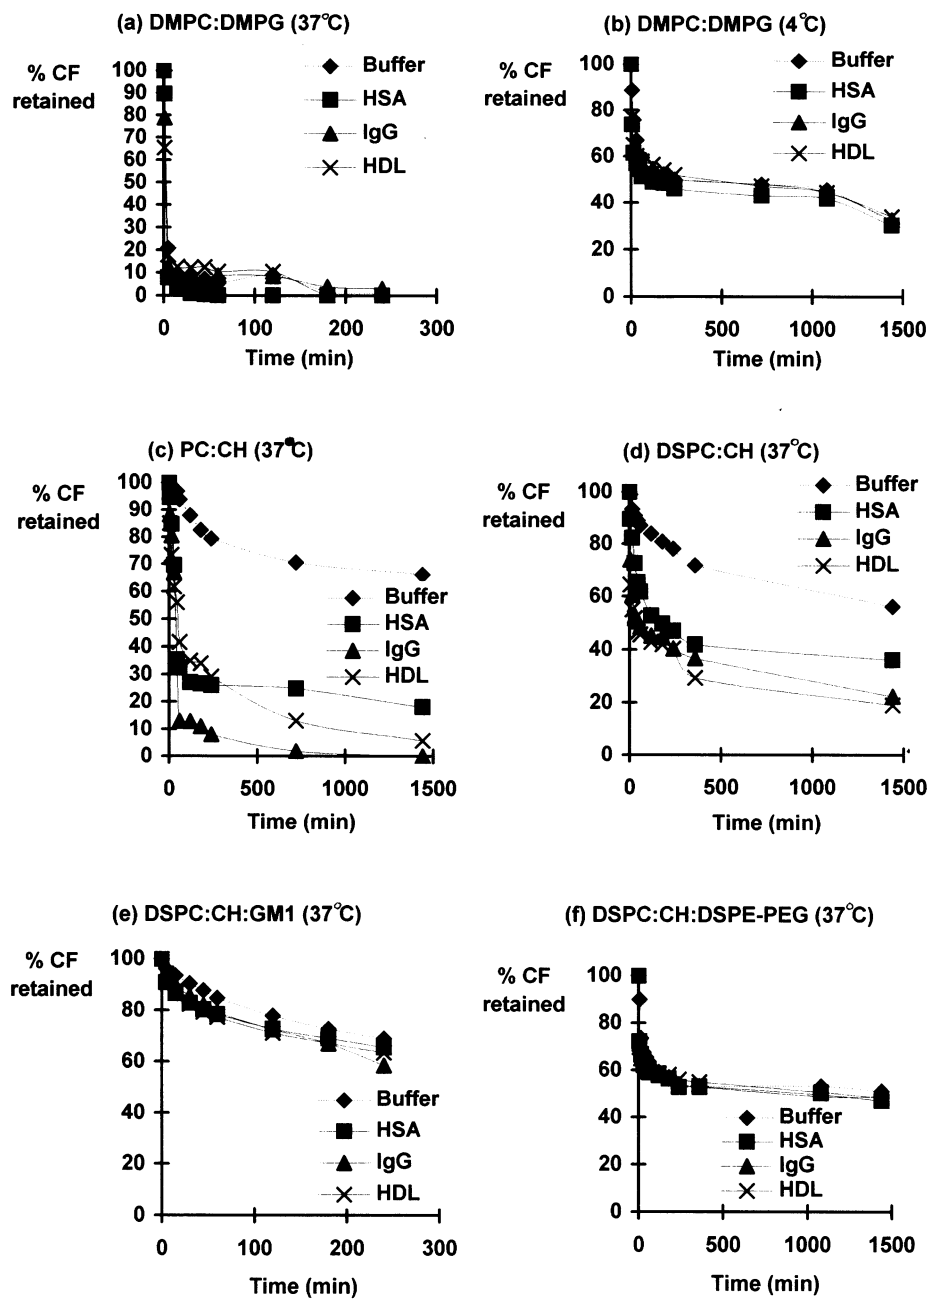 (a) DMPC:DMPG (37°C)
% CF
retained
100
90
80
70
60
50
40
30
20
10
0
Buffer
HSA
IgG
HDL
0 100 200 300
Time (min)
(b) DMPC:DMPG (4°C)
% CF
retained
100
80
60
40
20
0
Buffer
HSA
IgG
HDL
0 500 1000 1500
Time (min)
(c) PC:CH (37°C)
% CF
retained
100
90
80
70
60
50
40
30
20
10
0
Buffer
HSA
IgG
HDL
0 500 1000 1500
Time (min)
(d) DSPC:CH (37°C)
% CF
retained
100
80
60
40
20
0
Buffer
HSA
IgG
HDL
0 500 1000 1500
Time (min)
(e) DSPC:CH:GM1 (37°C)
% CF
retained
100
80
60
40
20
0
Buffer
HSA
IgG
HDL
0 100 200 300
Time (min)
(f) DSPC:CH:DSPE-PEG (37°C)
% CF
retained
100
80
60
40
20
0
Buffer
HSA
IgG
HDL
0 500 1000 1500
Time (min)